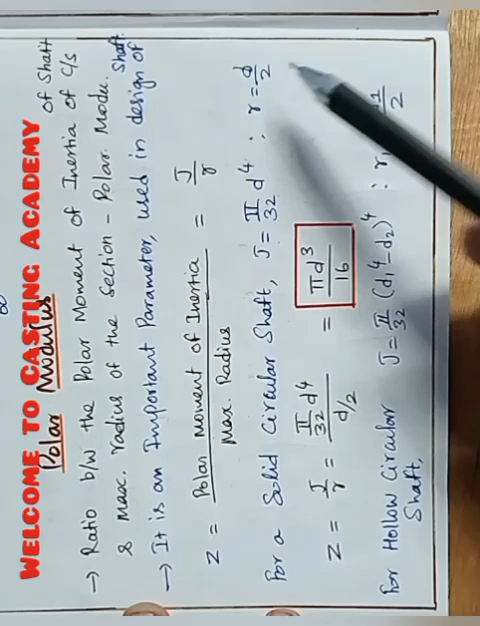 WELCOME TO CASTING ACADEMY
Polar Modulus
of Shaft
→ Ratio b/w the Polar Moment of Inertia of C/s
& Max. radius of the Section - Polar. Modu.
Shaft.
→ It is an Important Parameter, used in design of
Z = Polar Moment of Inertia / Max. Radius = J/r
For a Solid Circular Shaft, J = π/32 d⁴ ; r = d/2
Z = J/r = π/32 d⁴ / d/2 = πd³/16
For Hollow Circular J = π/32 (d₁⁴-d₂)⁴ ; r₁
Shaft,